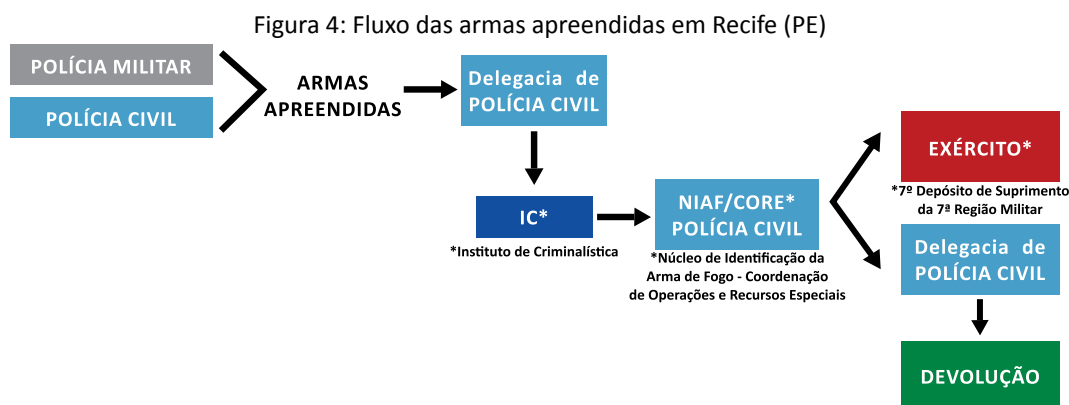 Figura 4: Fluxo das armas apreendidas em Recife (PE)
POLÍCIA MILITAR
POLÍCIA CIVIL
ARMAS
APREENDIDAS
Delegacia de
POLÍCIA CIVIL
IC*
*Instituto de Criminalística
NIAF/CORE*
POLÍCIA CIVIL
*Núcleo de Identificação da
Arma de Fogo - Coordenação
de Operações e Recursos Especiais
EXÉRCITO*
*7º Depósito de Suprimento
da 7ª Região Militar
Delegacia de
POLÍCIA CIVIL
DEVOLUÇÃO